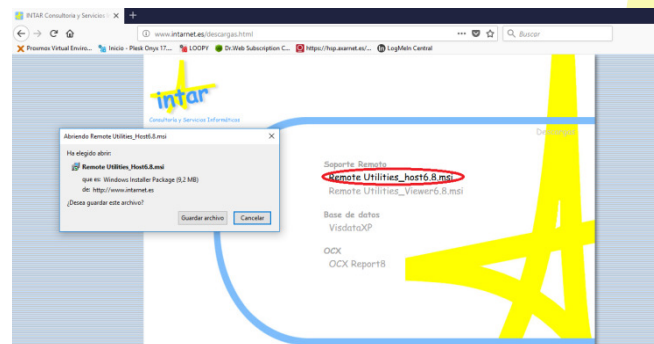 INTAR Consultoria y Servicios I
www.intarnet.es/descargas.html
Buscar
Proxmox Virtual Enviro... Inicio - Plesk Onyx 17.... LOOPY Dr.Web Subscription C... https://hop.asarnet.es/... LogMeIn Central
intar
Consultoría y Servicios Informáticos
Descargas
Abriendo Remote Utilities_Host6.8.msi
Ha elegido abrir:
Remote Utilities_Host6.8.msi
que es: Windows Installer Package (9,2 MB)
de: http://www.intarnet.es
¿Desea guardar este archivo?
Guardar archivo Cancelar
Soporte Remoto
Remote Utilities_host6.8.msi
Remote Utilities_Viewer6.8.msi
Base de datos
VisdataXP
OCX
OCX Report8